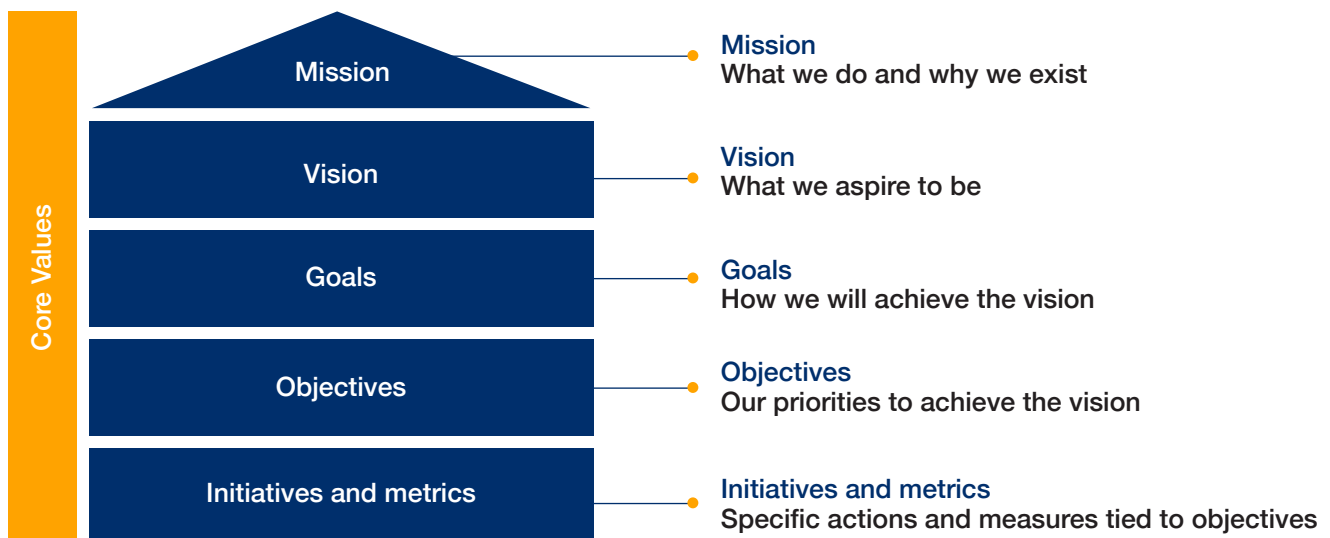 Core Values
Mission
Vision
Goals
Objectives
Initiatives and metrics
Mission
What we do and why we exist
Vision
What we aspire to be
Goals
How we will achieve the vision
Objectives
Our priorities to achieve the vision
Initiatives and metrics
Specific actions and measures tied to objectives